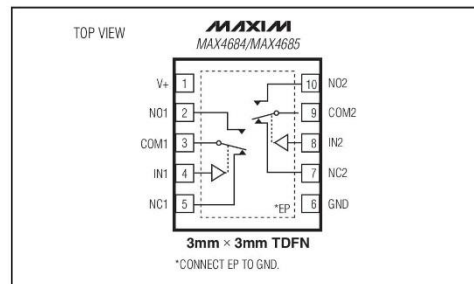 TOP VIEW
MAXIM
MAX4684/MAX4685
V+ 1
NO1 2
COM1 3
IN1 4
NC1 5
10 NO2
9 COM2
8 IN2
7 NC2
6 GND
*EP
3mm × 3mm TDFN
*CONNECT EP TO GND.